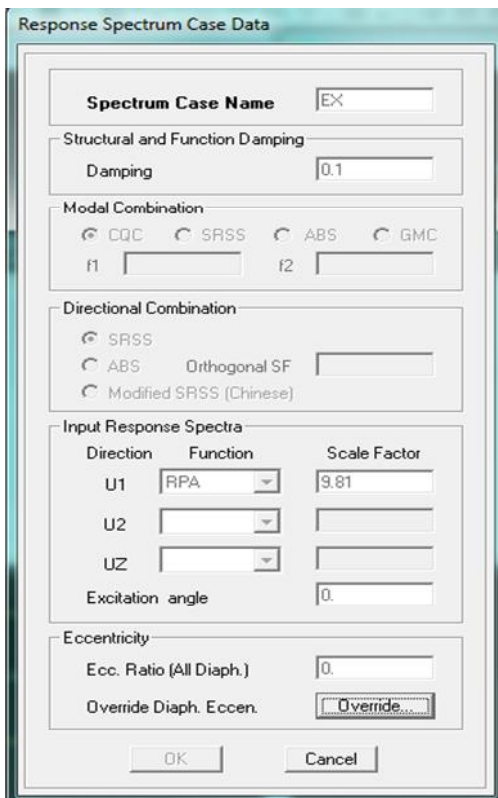 Response Spectrum Case Data
Spectrum Case Name EX
Structural and Function Damping
Damping 0.1
Modal Combination
CQC SRSS ABS GMC
f1 f2
Directional Combination
SRSS
ABS Orthogonal SF
Modified SRSS (Chinese)
Input Response Spectra
Direction Function Scale Factor
U1 RPA 9.81
U2
UZ
Excitation angle 0.
Eccentricity
Ecc. Ratio (All Diaph.) 0.
Override Diaph. Eccen. Override...
OK Cancel